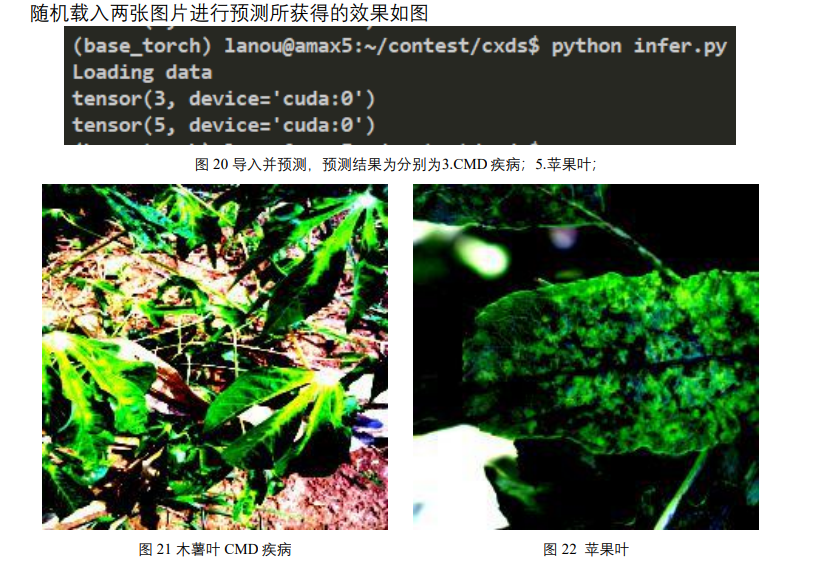 随机载入两张图片进行预测所获得的效果如图
(base_torch) lanou@amax5:~/contest/cxds$ python infer.py
Loading data
tensor(3, device='cuda:0')
tensor(5, device='cuda:0')
图 20 导入并预测，预测结果为分别为3.CMD 疾病；5.苹果叶；
图 21 木薯叶 CMD 疾病
图 22 苹果叶